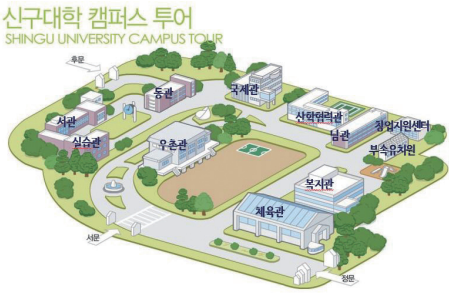 신구대학 캠퍼스 투어
SHINGU UNIVERSITY CAMPUS TOUR
후문
동관
국제관
서관
산학협력관
실습관
우촌관
남관
창업지원센터
부속유치원
복지관
체육관
서문
정문